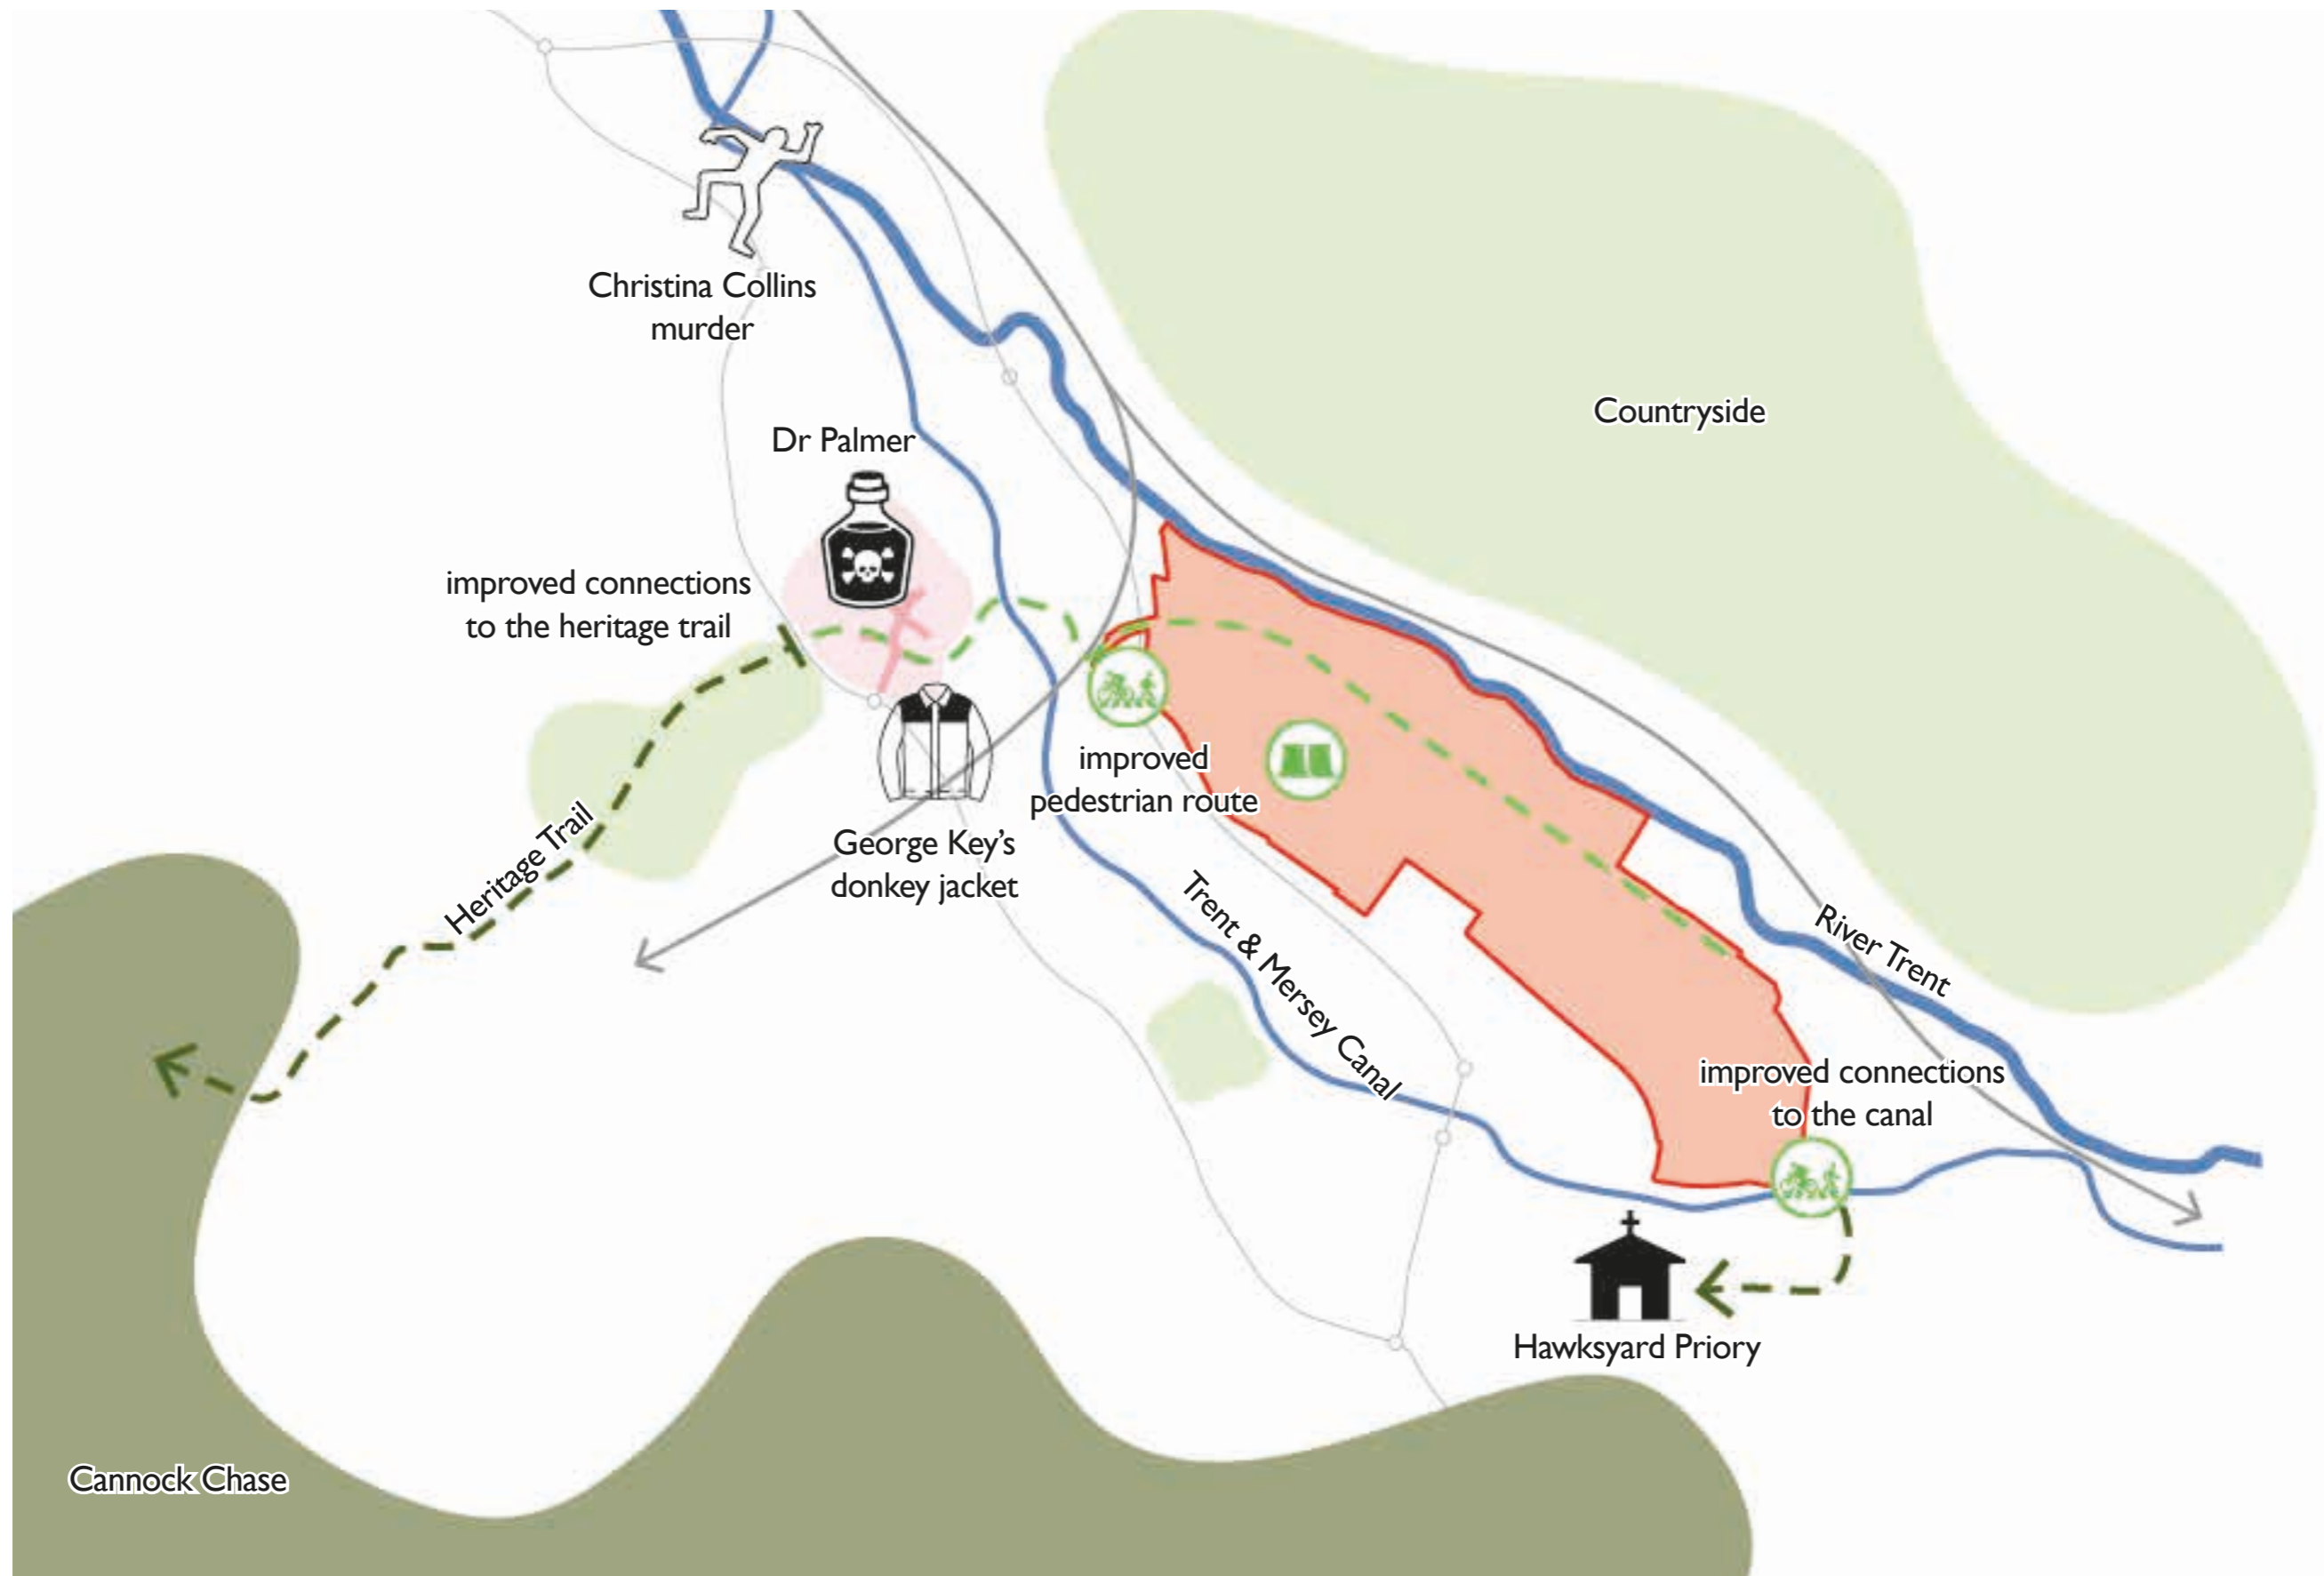 Christina Collins
murder
Countryside
Dr Palmer
improved connections
to the heritage trail
improved
pedestrian route
George Key's
donkey jacket
Heritage Trail
Trent & Mersey Canal
River Trent
improved connections
to the canal
Hawksyard Priory
Cannock Chase